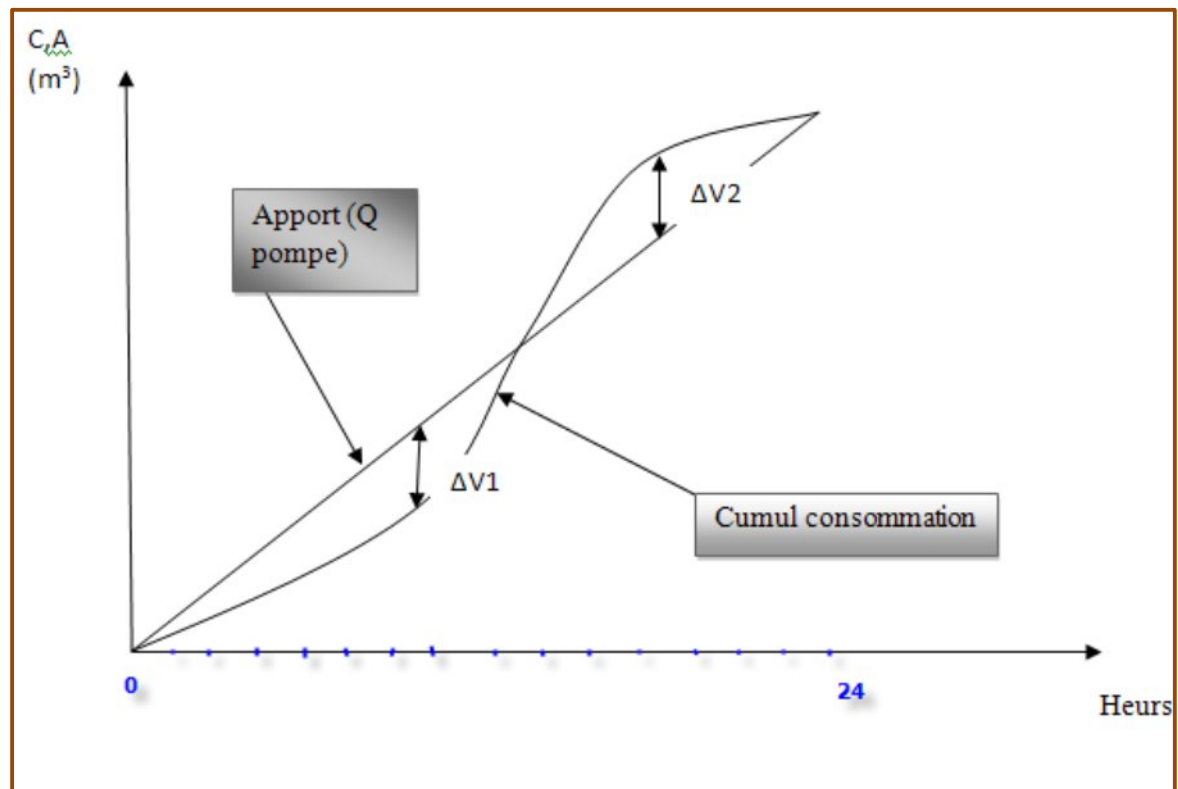 C,A
(m³)
Apport (Q
pompe)
ΔV2
ΔV1
Cumul consommation
0
24
Heurs